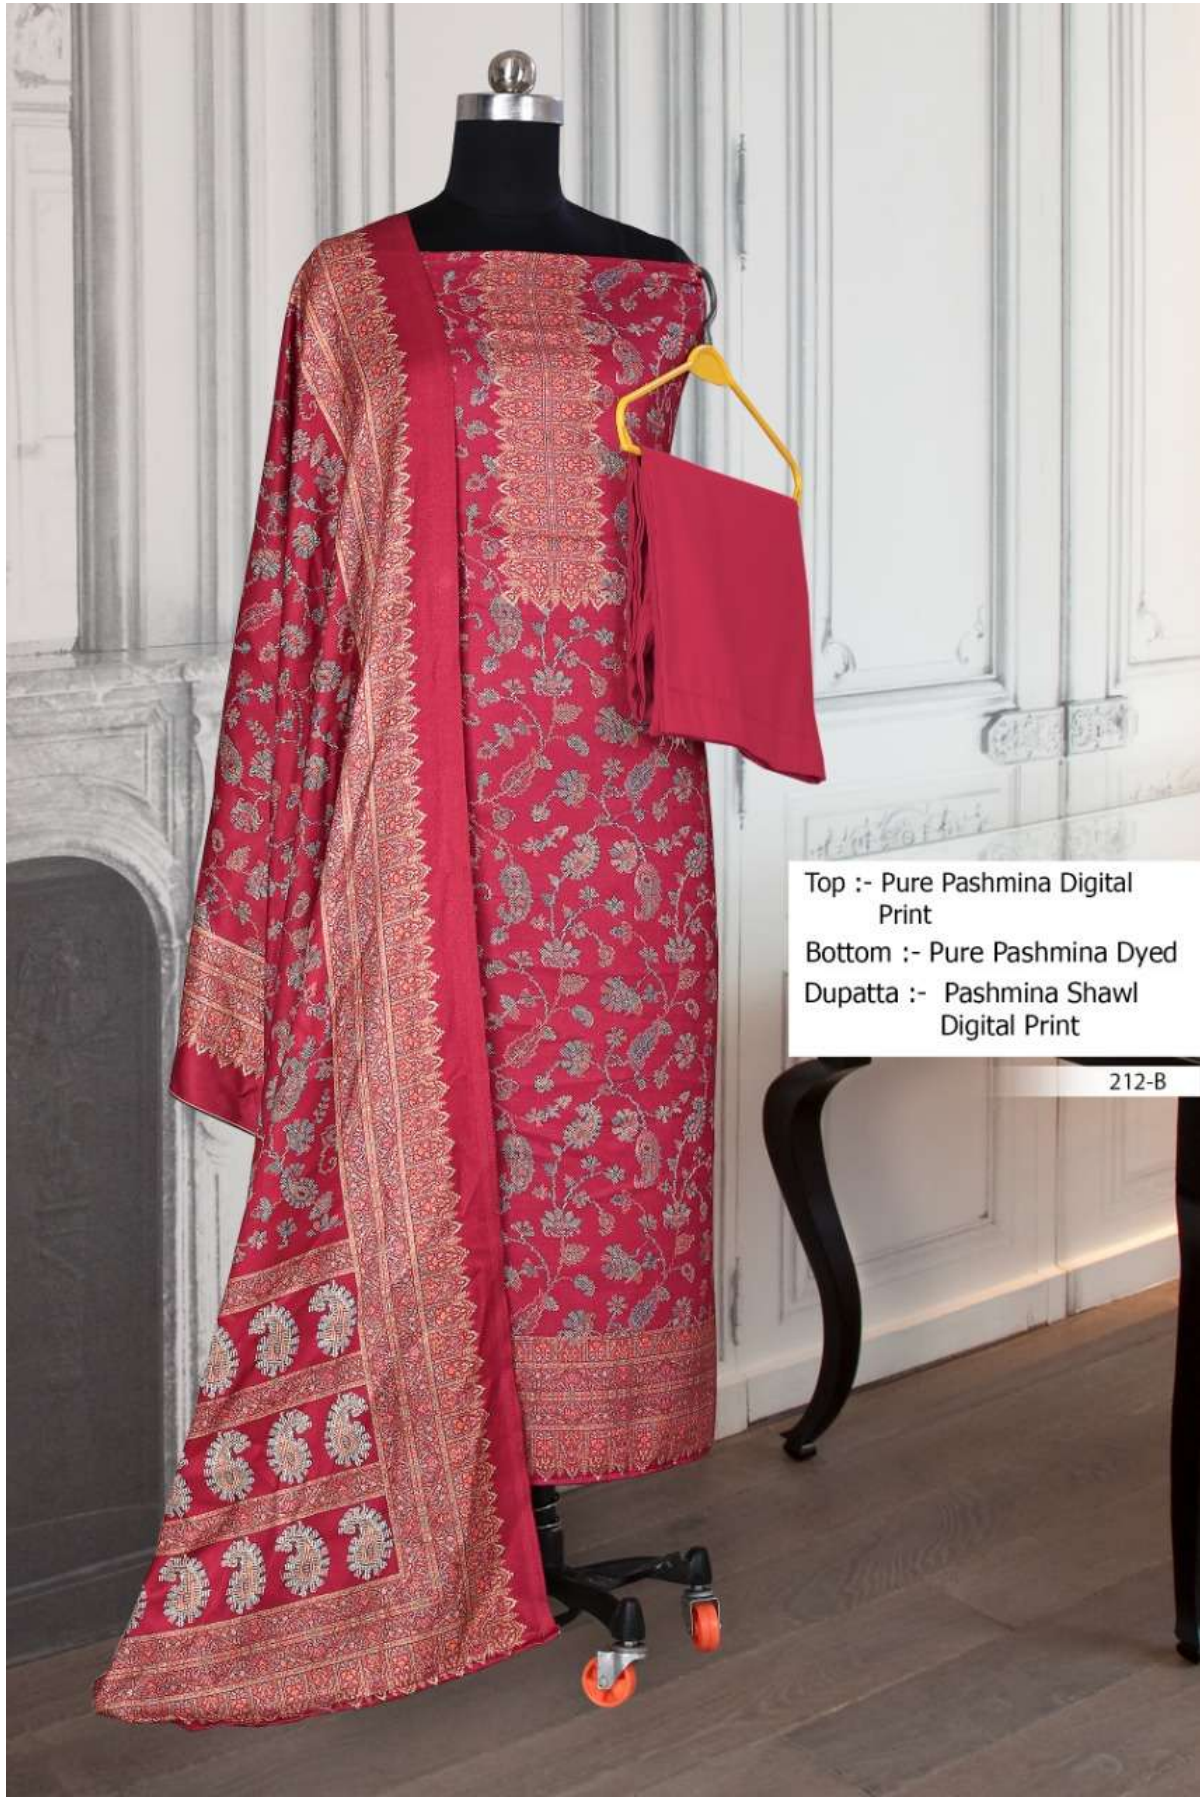 Top :- Pure Pashmina Digital
Print
Bottom :- Pure Pashmina Dyed
Dupatta :- Pashmina Shawl
Digital Print
212-B